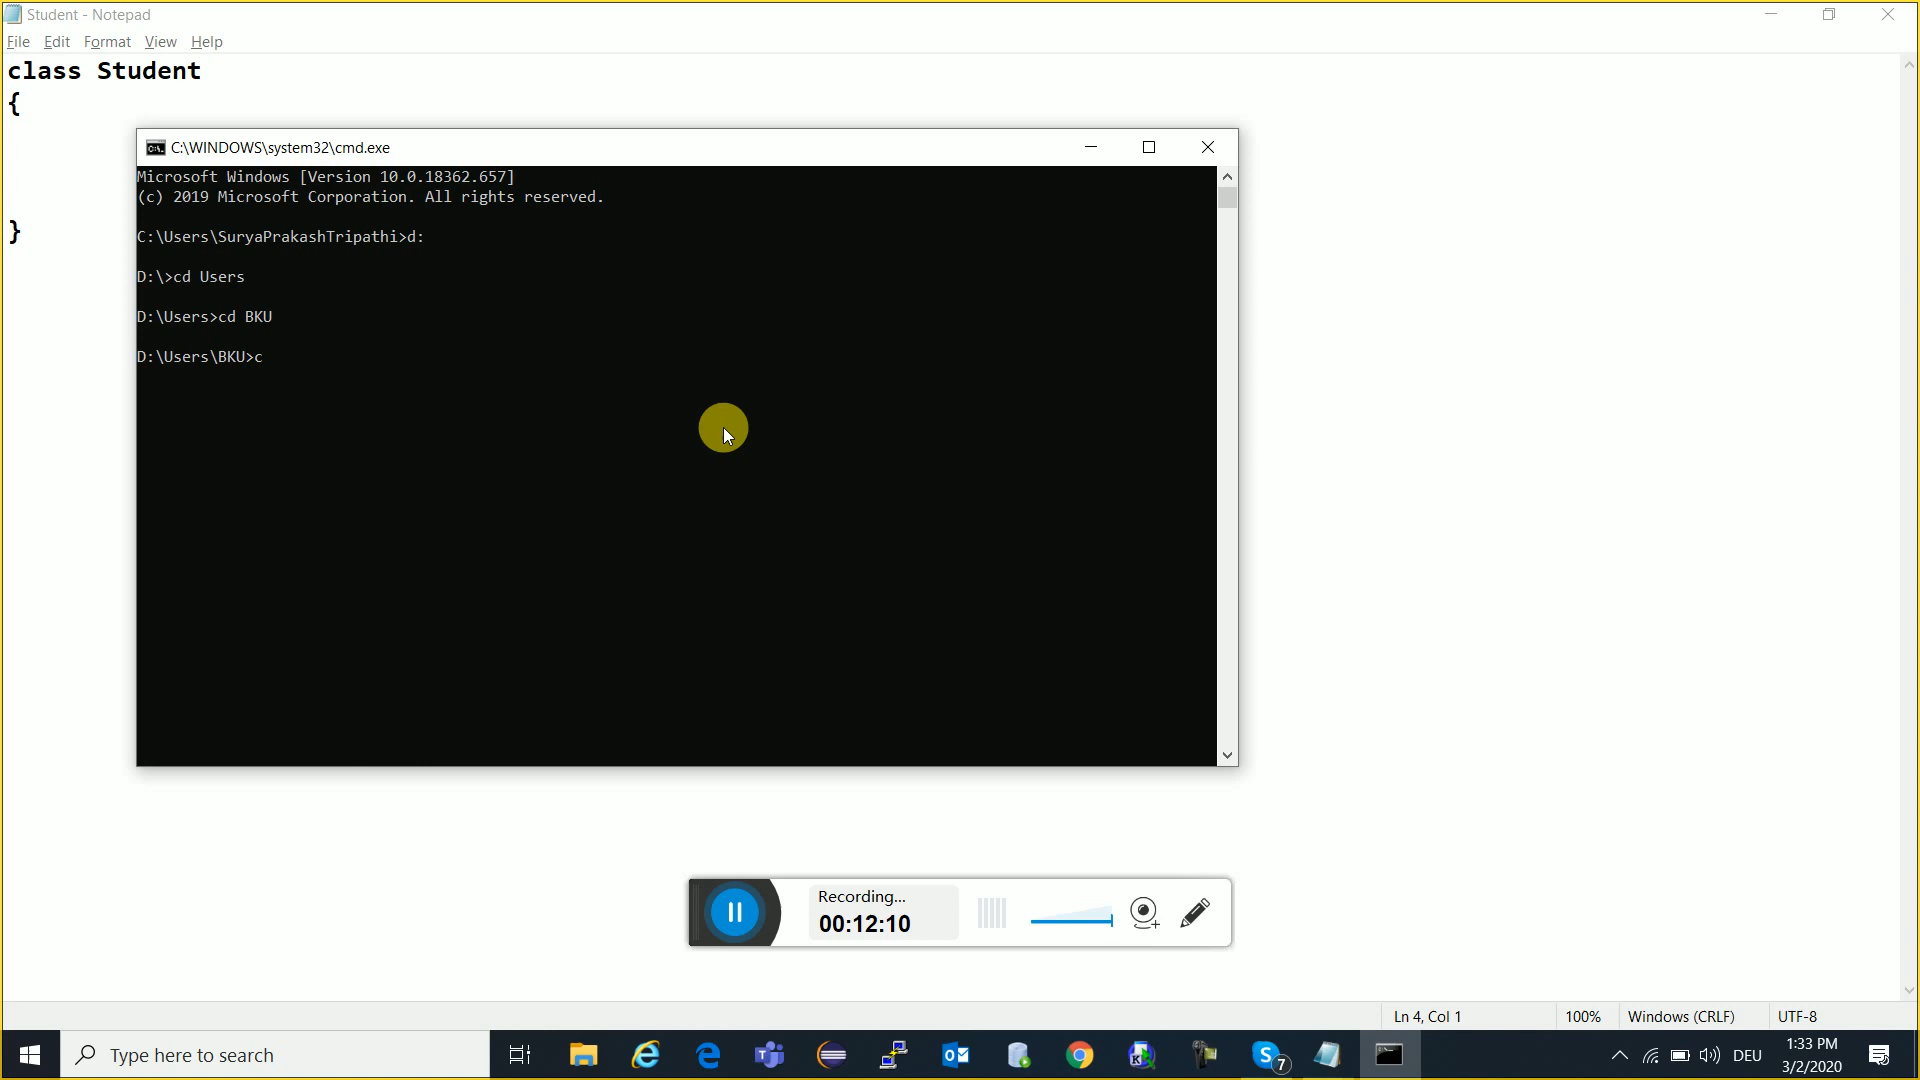 Student - Notepad
File Edit Format View Help
class Student
{
}
C:\WINDOWS\system32\cmd.exe
Microsoft Windows [Version 10.0.18362.657]
(c) 2019 Microsoft Corporation. All rights reserved.
C:\Users\SuryaPrakashTripathi>d:
D:\>cd Users
D:\Users>cd BKU
D:\Users\BKU>c
Recording...
00:12:10
Ln 4, Col 1
100%
Windows (CRLF)
UTF-8
Type here to search
7
DEU
1:33 PM
3/2/2020